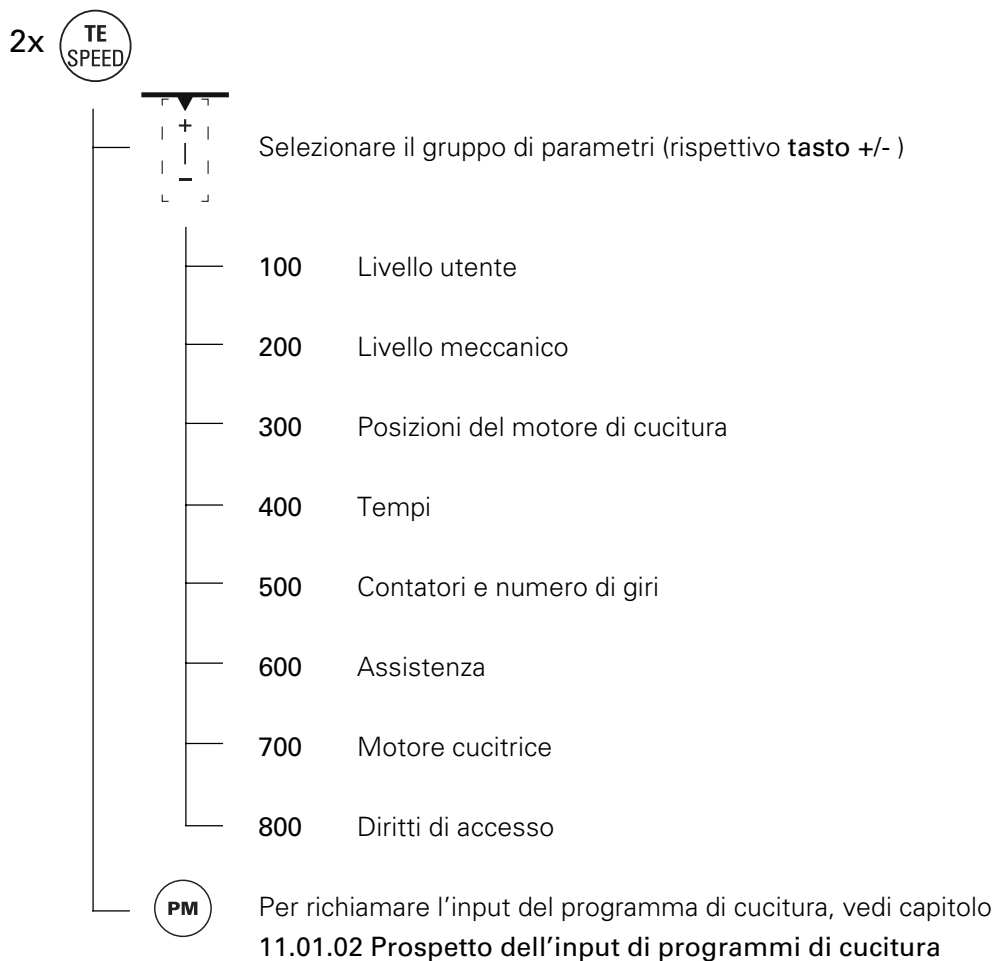 2x TE SPEED
+
–
Selezionare il gruppo di parametri (rispettivo tasto +/- )
100 Livello utente
200 Livello meccanico
300 Posizioni del motore di cucitura
400 Tempi
500 Contatori e numero di giri
600 Assistenza
700 Motore cucitrice
800 Diritti di accesso
PM Per richiamare l’input del programma di cucitura, vedi capitolo
11.01.02 Prospetto dell’input di programmi di cucitura